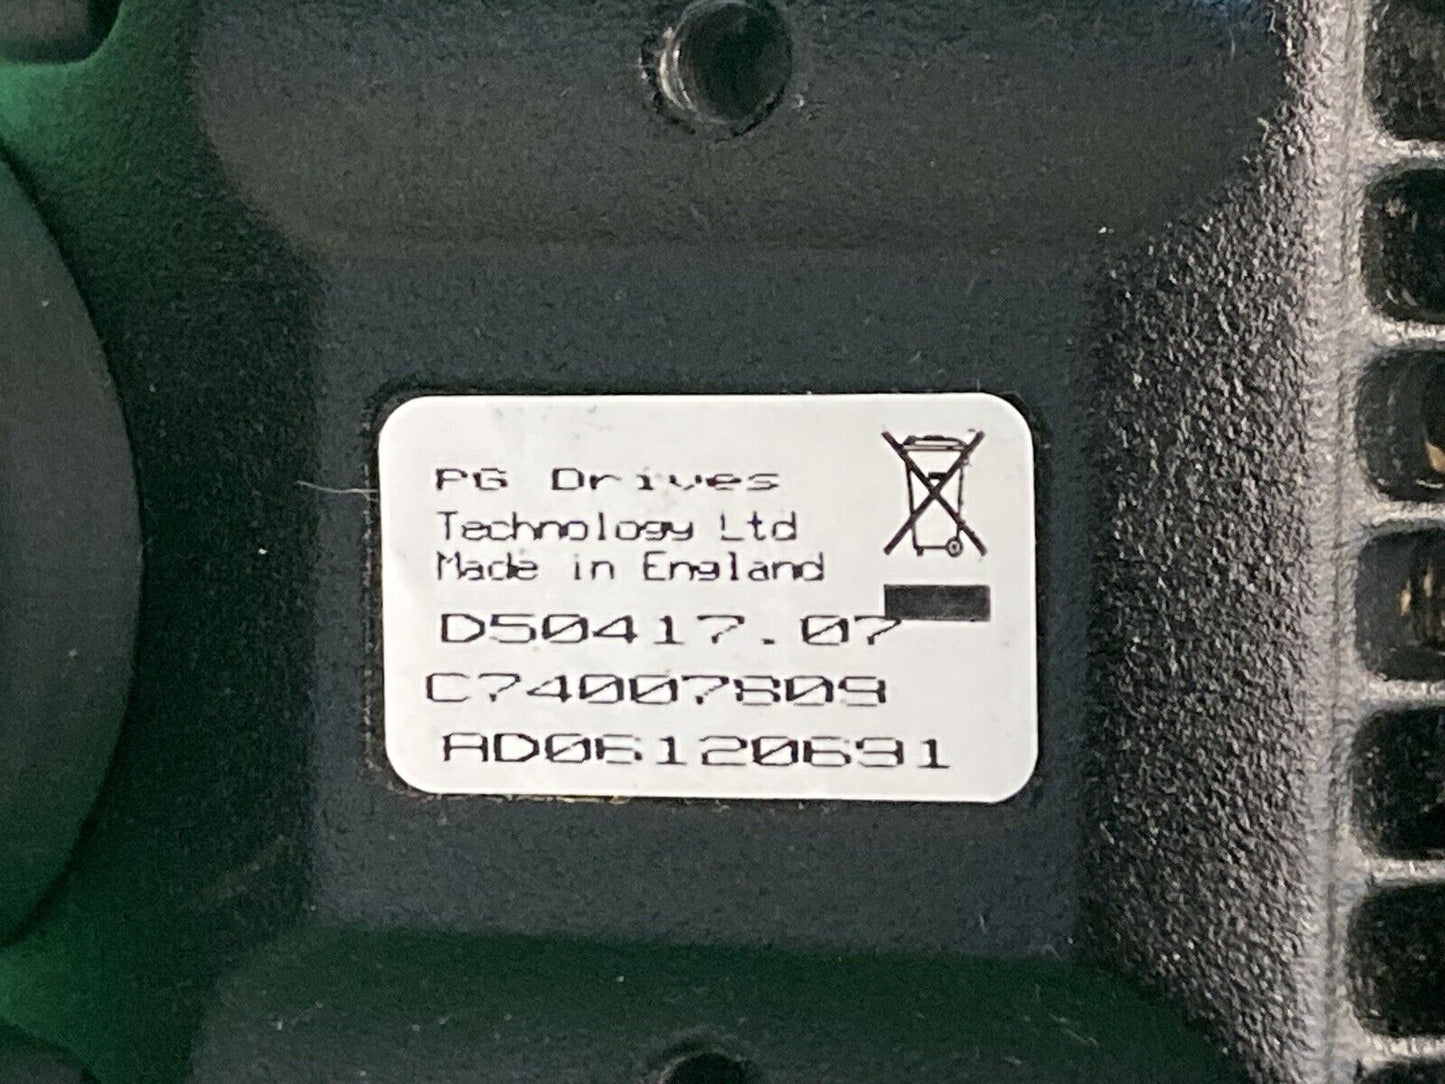 PG Drives
Technology Ltd
Made in England
D50417.07
C74007809
AD06120691